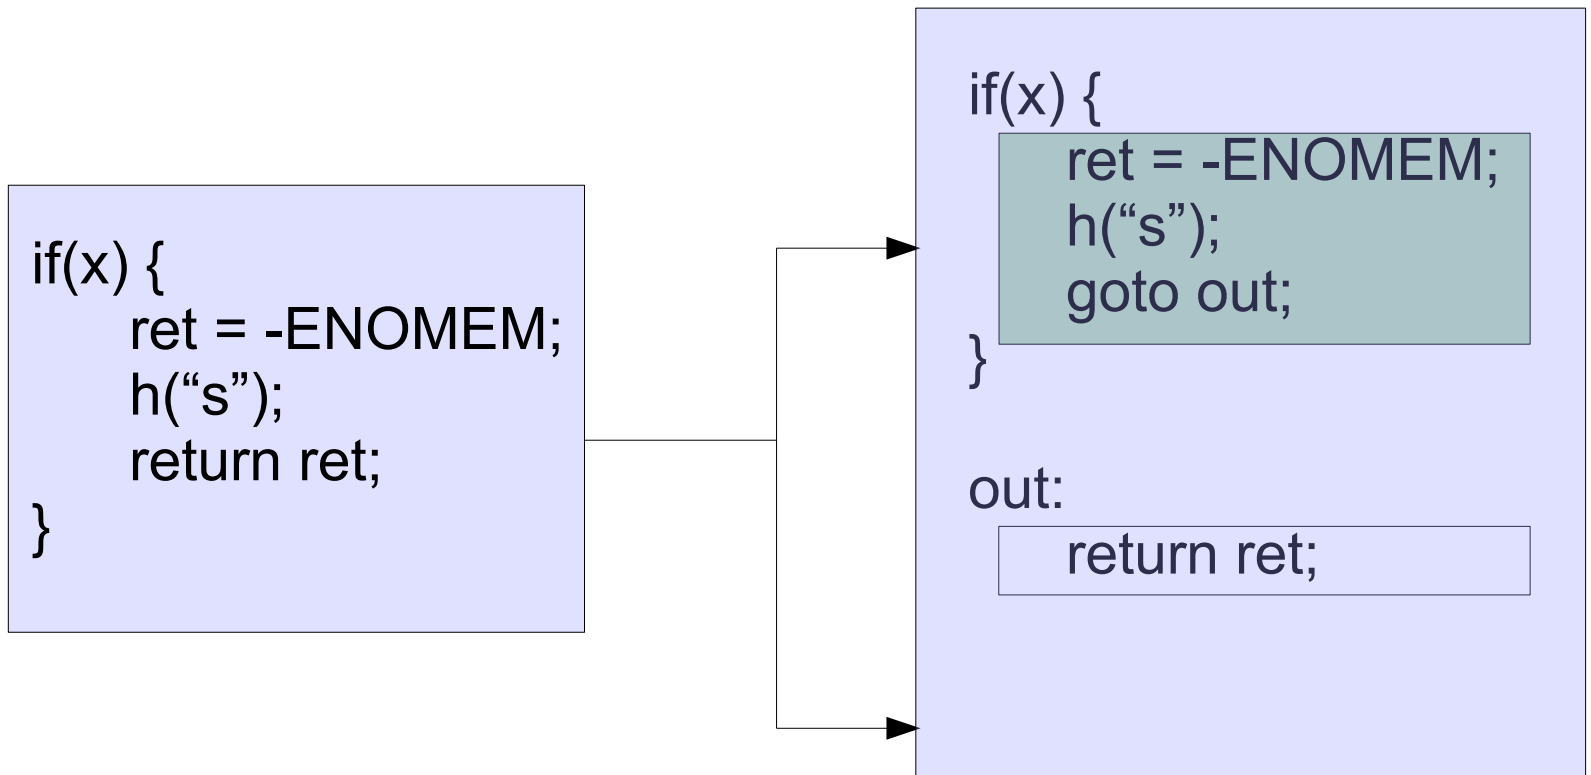 if(x) {
ret = -ENOMEM;
h(“s”);
return ret;
}
if(x) {
ret = -ENOMEM;
h(“s”);
goto out;
}
out:
return ret;